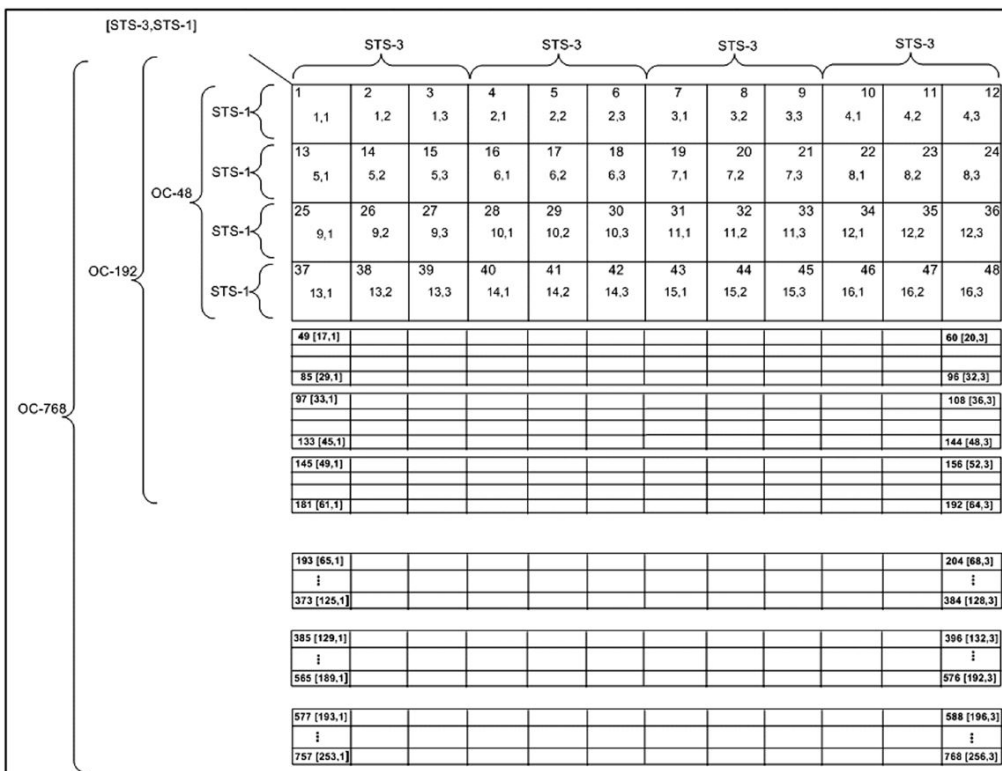 [STS-3,STS-1]
STS-3 STS-3 STS-3 STS-3
1 2 3 4 5 6 7 8 9 10 11 12
STS-1 1,1 1,2 1,3 2,1 2,2 2,3 3,1 3,2 3,3 4,1 4,2 4,3
13 14 15 16 17 18 19 20 21 22 23 24
STS-1 5,1 5,2 5,3 6,1 6,2 6,3 7,1 7,2 7,3 8,1 8,2 8,3
OC-48
25 26 27 28 29 30 31 32 33 34 35 36
STS-1 9,1 9,2 9,3 10,1 10,2 10,3 11,1 11,2 11,3 12,1 12,2 12,3
OC-192
37 38 39 40 41 42 43 44 45 46 47 48
STS-1 13,1 13,2 13,3 14,1 14,2 14,3 15,1 15,2 15,3 16,1 16,2 16,3
49 [17,1] 60 [20,3]
85 [29,1] 96 [32,3]
97 [33,1] 108 [36,3]
OC-768
133 [45,1] 144 [48,3]
145 [49,1] 156 [52,3]
181 [61,1] 192 [64,3]
193 [65,1] 204 [68,3]
⋮ ⋮
373 [125,1] 384 [128,3]
385 [129,1] 396 [132,3]
⋮ ⋮
565 [189,1] 576 [192,3]
577 [193,1] 588 [196,3]
⋮ ⋮
757 [253,1] 768 [256,3]